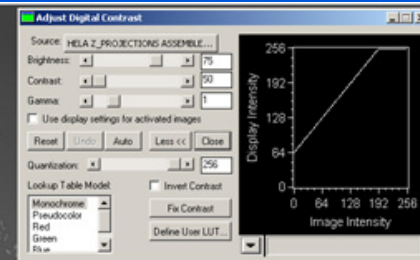 Adjust Digital Contrast
Source: HELA Z_PROJECTIONS ASSEMBLE...
Brightness: 75
Contrast: 50
Gamma: 1
Use display settings for activated images
Reset Undo Auto Less << Close
Quantization: 256
Lookup Table Model: Invert Contrast
Monochrome
Pseudocolor
Red
Green
Blue
Fix Contrast
Define User LUT...
Display Intensity
256
192
128
64
0
0 64 128 192 256
Image Intensity